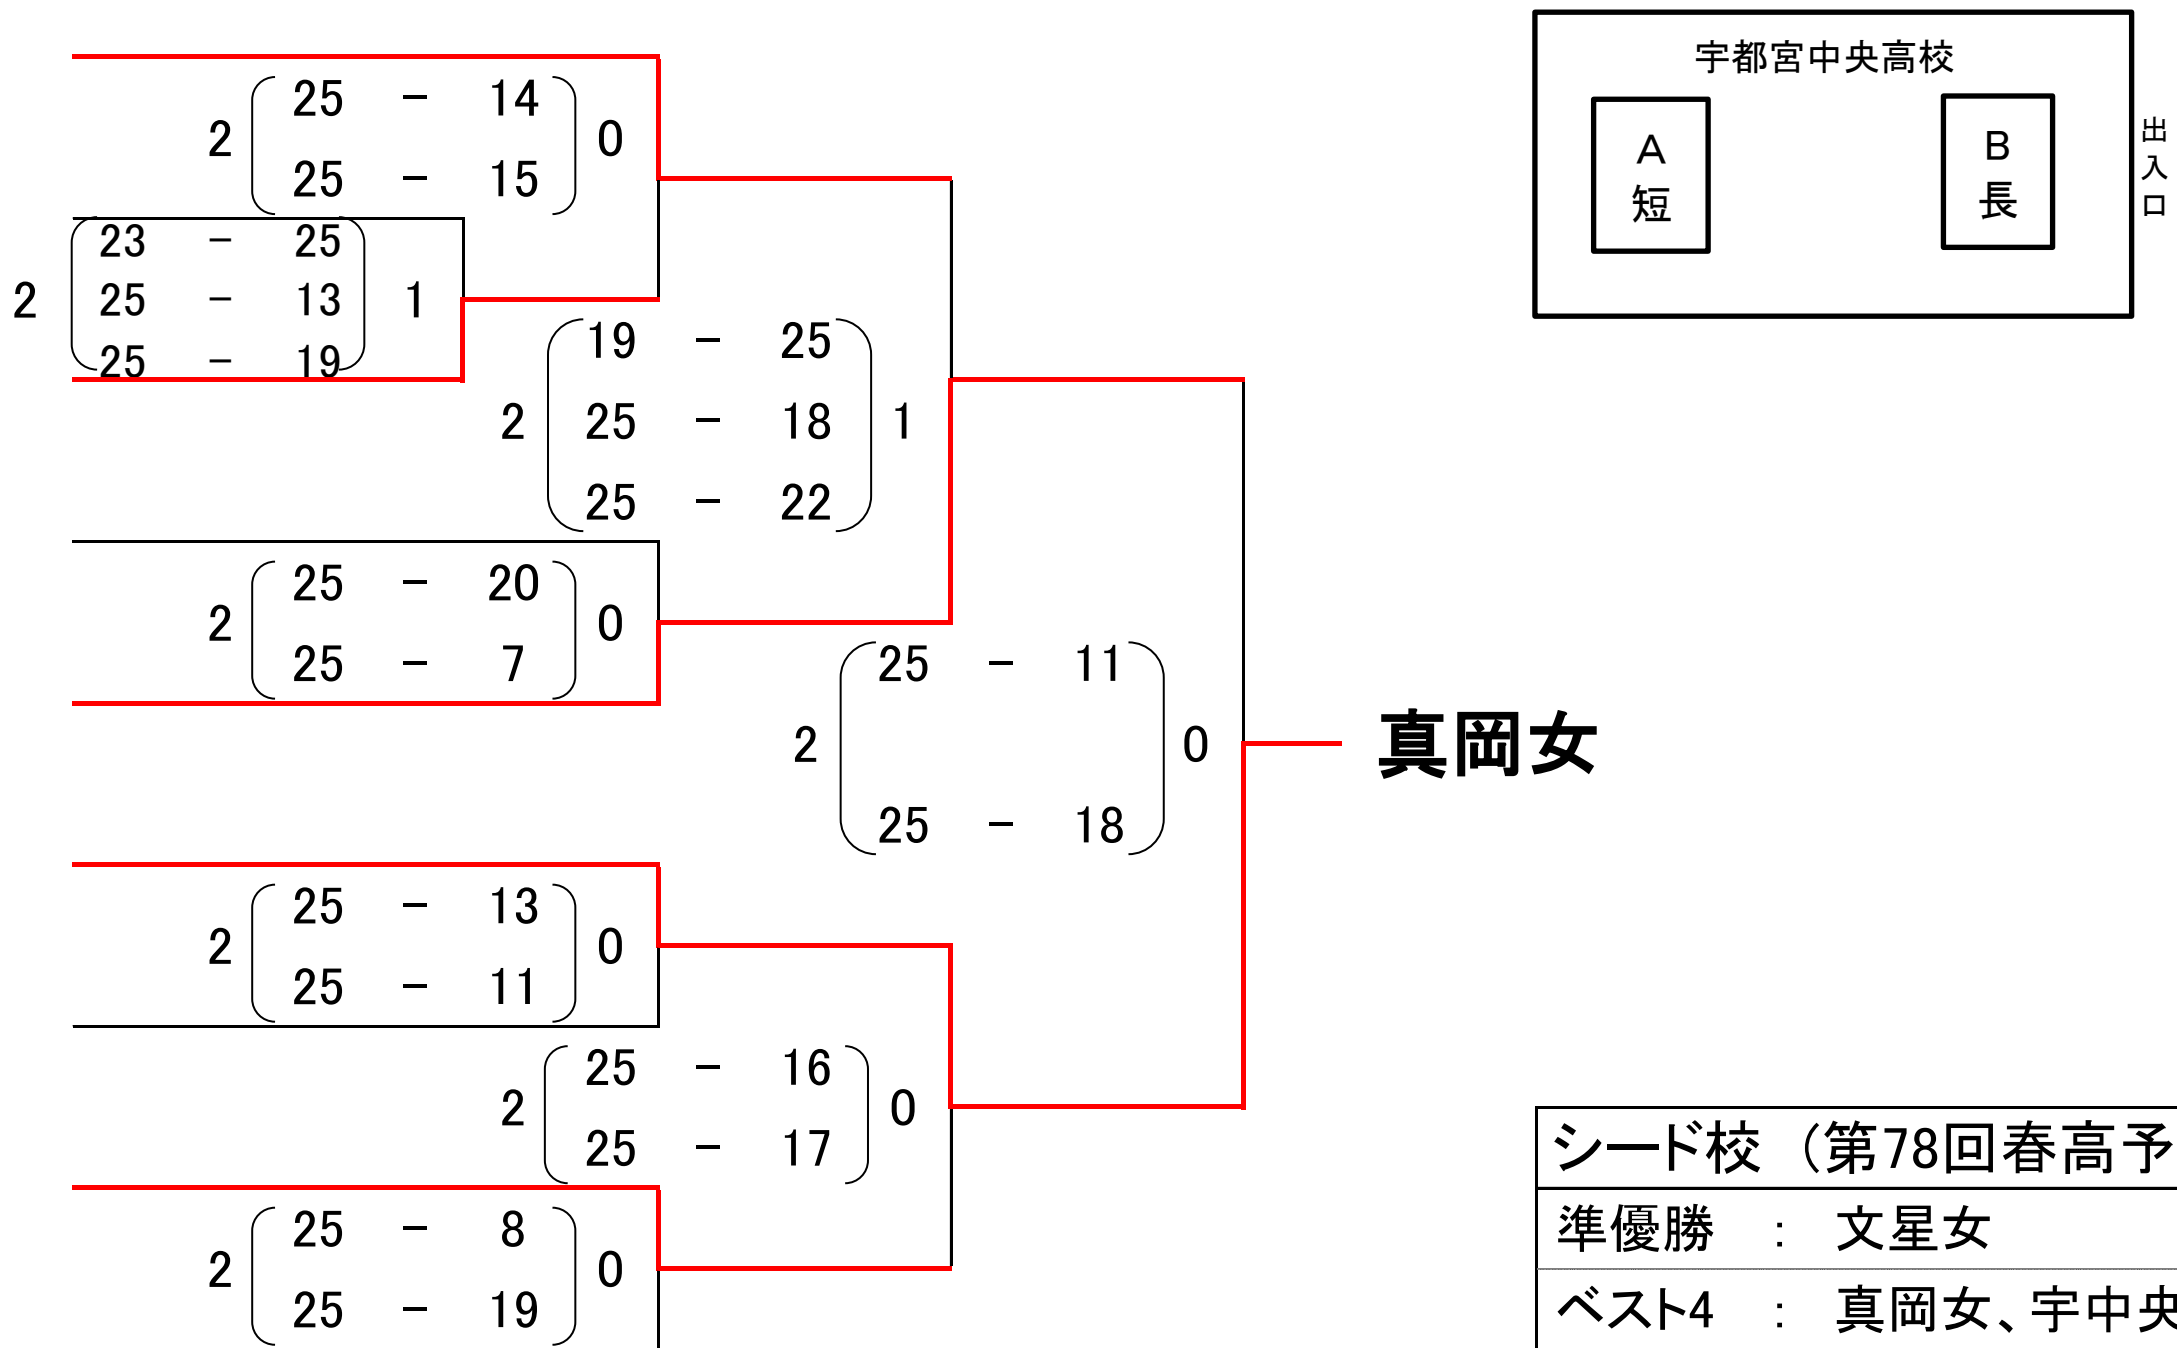 宇都宮中央高校
A
短
B
長
出入口
25 - 14
2 0
25 - 15
23 - 25
2 25 - 13 1
25 - 19
19 - 25
2 25 - 18 1
25 - 22
25 - 20
2 0
25 - 7
25 - 11
2 0
25 - 18
真岡女
25 - 13
2 0
25 - 11
25 - 16
2 0
25 - 17
25 - 8
2 0
25 - 19
シード校（第78回春高予
準優勝 : 文星女
ベスト4 : 真岡女、宇中央